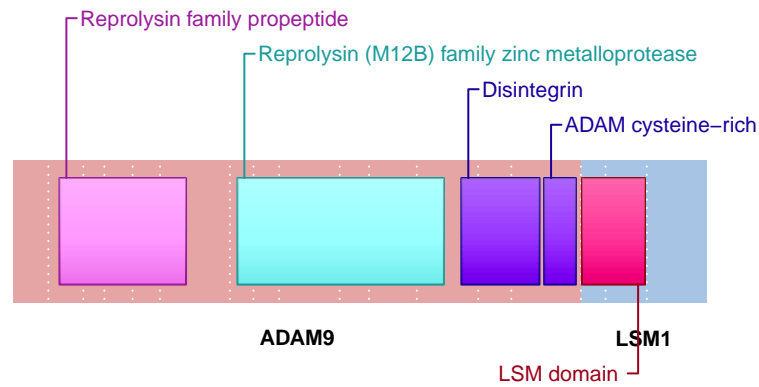 Reprolysin family propeptide
Reprolysin (M12B) family zinc metalloprotease
Disintegrin
ADAM cysteine−rich
ADAM9
LSM1
LSM domain